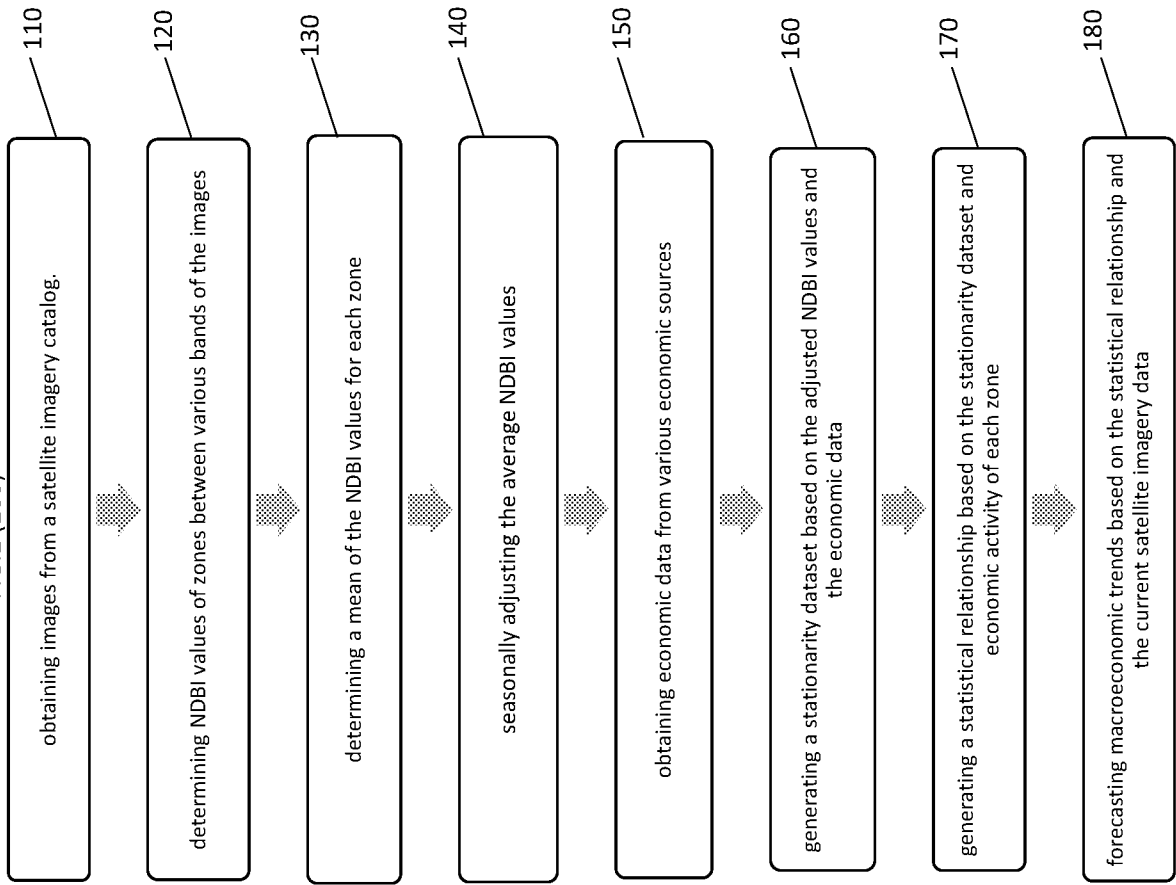 obtaining images from a satellite imagery catalog.
110
determining NDBI values of zones between various bands of the images
120
determining a mean of the NDBI values for each zone
130
seasonally adjusting the average NDBI values
140
obtaining economic data from various economic sources
150
generating a stationarity dataset based on the adjusted NDBI values and
the economic data
160
generating a statistical relationship based on the stationarity dataset and
economic activity of each zone
170
forecasting macroeconomic trends based on the statistical relationship and
the current satellite imagery data
180